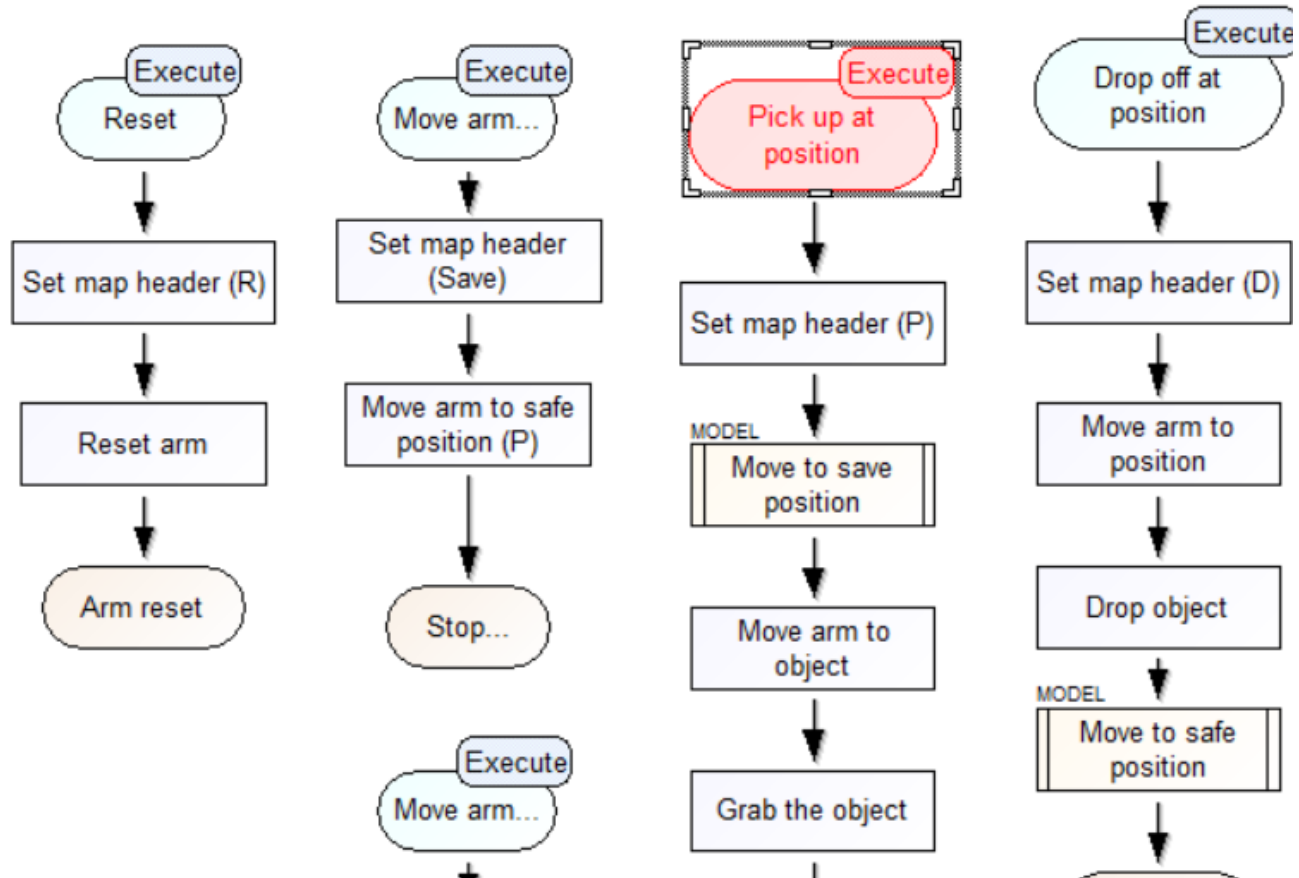 Execute
Reset
Set map header (R)
Reset arm
Arm reset
Execute
Move arm...
Set map header
(Save)
Move arm to safe
position (P)
Stop...
Execute
Move arm...
Execute
Pick up at
position
Set map header (P)
MODEL
Move to save
position
Move arm to
object
Grab the object
Execute
Drop off at
position
Set map header (D)
Move arm to
position
Drop object
MODEL
Move to safe
position